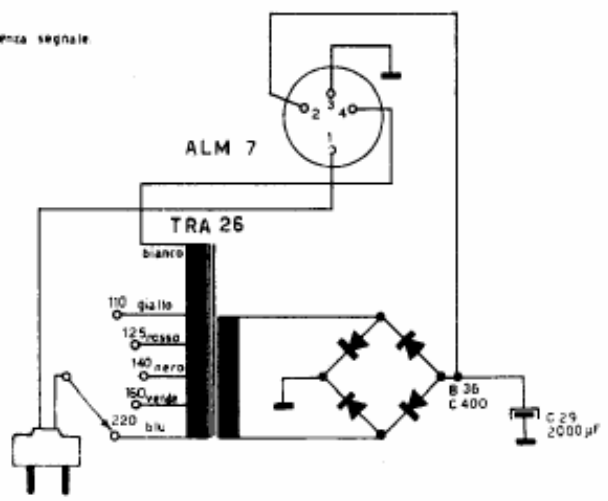 senza segnale
2
3
4
1
ALM 7
TRA 26
bianco
110 giallo
125 rosso
140 nero
160 verde
220 blu
B 36
C 400
C 29
2000 µF